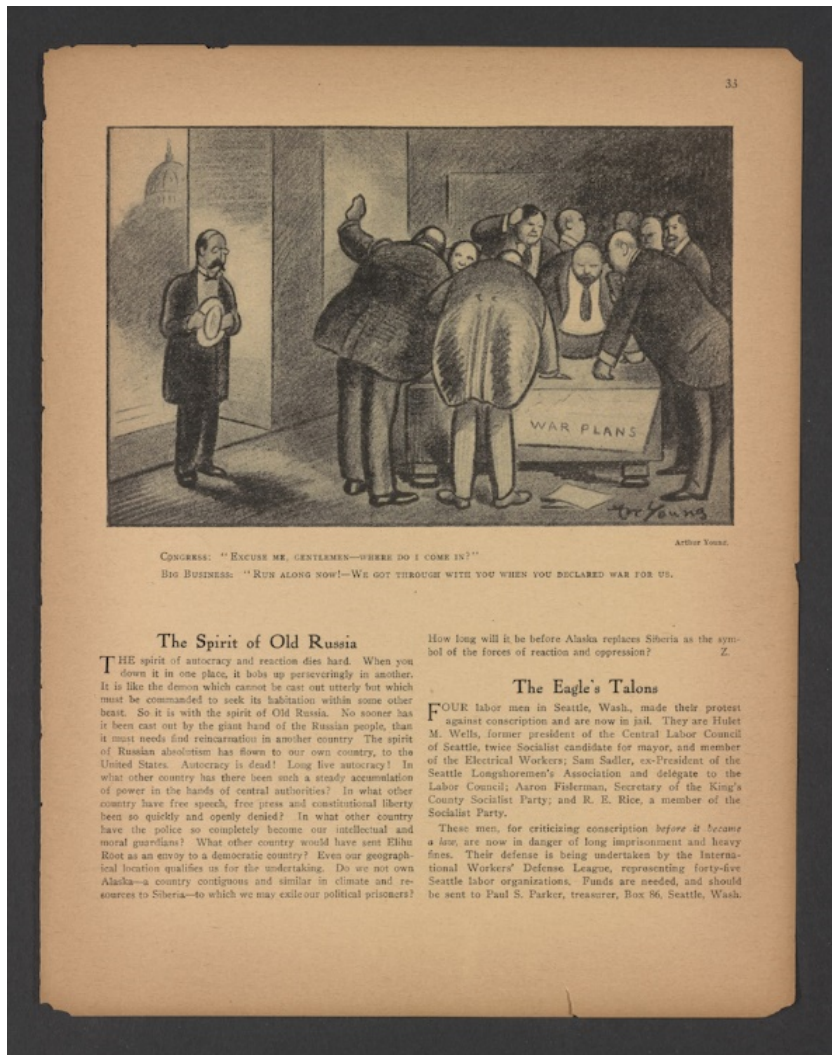 33
WAR PLANS
Art Young
Arthur Young.
CONGRESS: "EXCUSE ME, GENTLEMEN—WHERE DO I COME IN?"
BIG BUSINESS: "RUN ALONG NOW!—WE GOT THROUGH WITH YOU WHEN YOU DECLARED WAR FOR US.
The Spirit of Old Russia
THE spirit of autocracy and reaction dies hard. When you
down it in one place, it bobs up perseveringly in another.
It is like the demon which cannot be cast out utterly but which
must be commanded to seek its habitation within some other
beast. So it is with the spirit of Old Russia. No sooner has
it been cast out by the giant hand of the Russian people, than
it must needs find reincarnation in another country The spirit
of Russian absolutism has flown to our own country, to the
United States. Autocracy is dead! Long live autocracy! In
what other country has there been such a steady accumulation
of power in the hands of central authorities? In what other
country have free speech, free press and constitutional liberty
been so quickly and openly denied? In what other country
have the police so completely become our intellectual and
moral guardians? What other country would have sent Elihu
Root as an envoy to a democratic country? Even our geograph-
ical location qualifies us for the undertaking. Do we not own
Alaska—a country contiguous and similar in climate and re-
sources to Siberia—to which we may exile our political prisoners?
How long will it be before Alaska replaces Siberia as the sym-
bol of the forces of reaction and oppression? Z.
The Eagle's Talons
FOUR labor men in Seattle, Wash., made their protest
against conscription and are now in jail. They are Hulet
M. Wells, former president of the Central Labor Council
of Seattle, twice Socialist candidate for mayor, and member
of the Electrical Workers; Sam Sadler, ex-President of the
Seattle Longshoremen's Association and delegate to the
Labor Council; Aaron Fislerman, Secretary of the King's
County Socialist Party; and R. E. Rice, a member of the
Socialist Party.
These men, for criticizing conscription before it became
a law, are now in danger of long imprisonment and heavy
fines. Their defense is being undertaken by the Interna-
tional Workers' Defense League, representing forty-five
Seattle labor organizations. Funds are needed, and should
be sent to Paul S. Parker, treasurer, Box 86, Seattle, Wash.